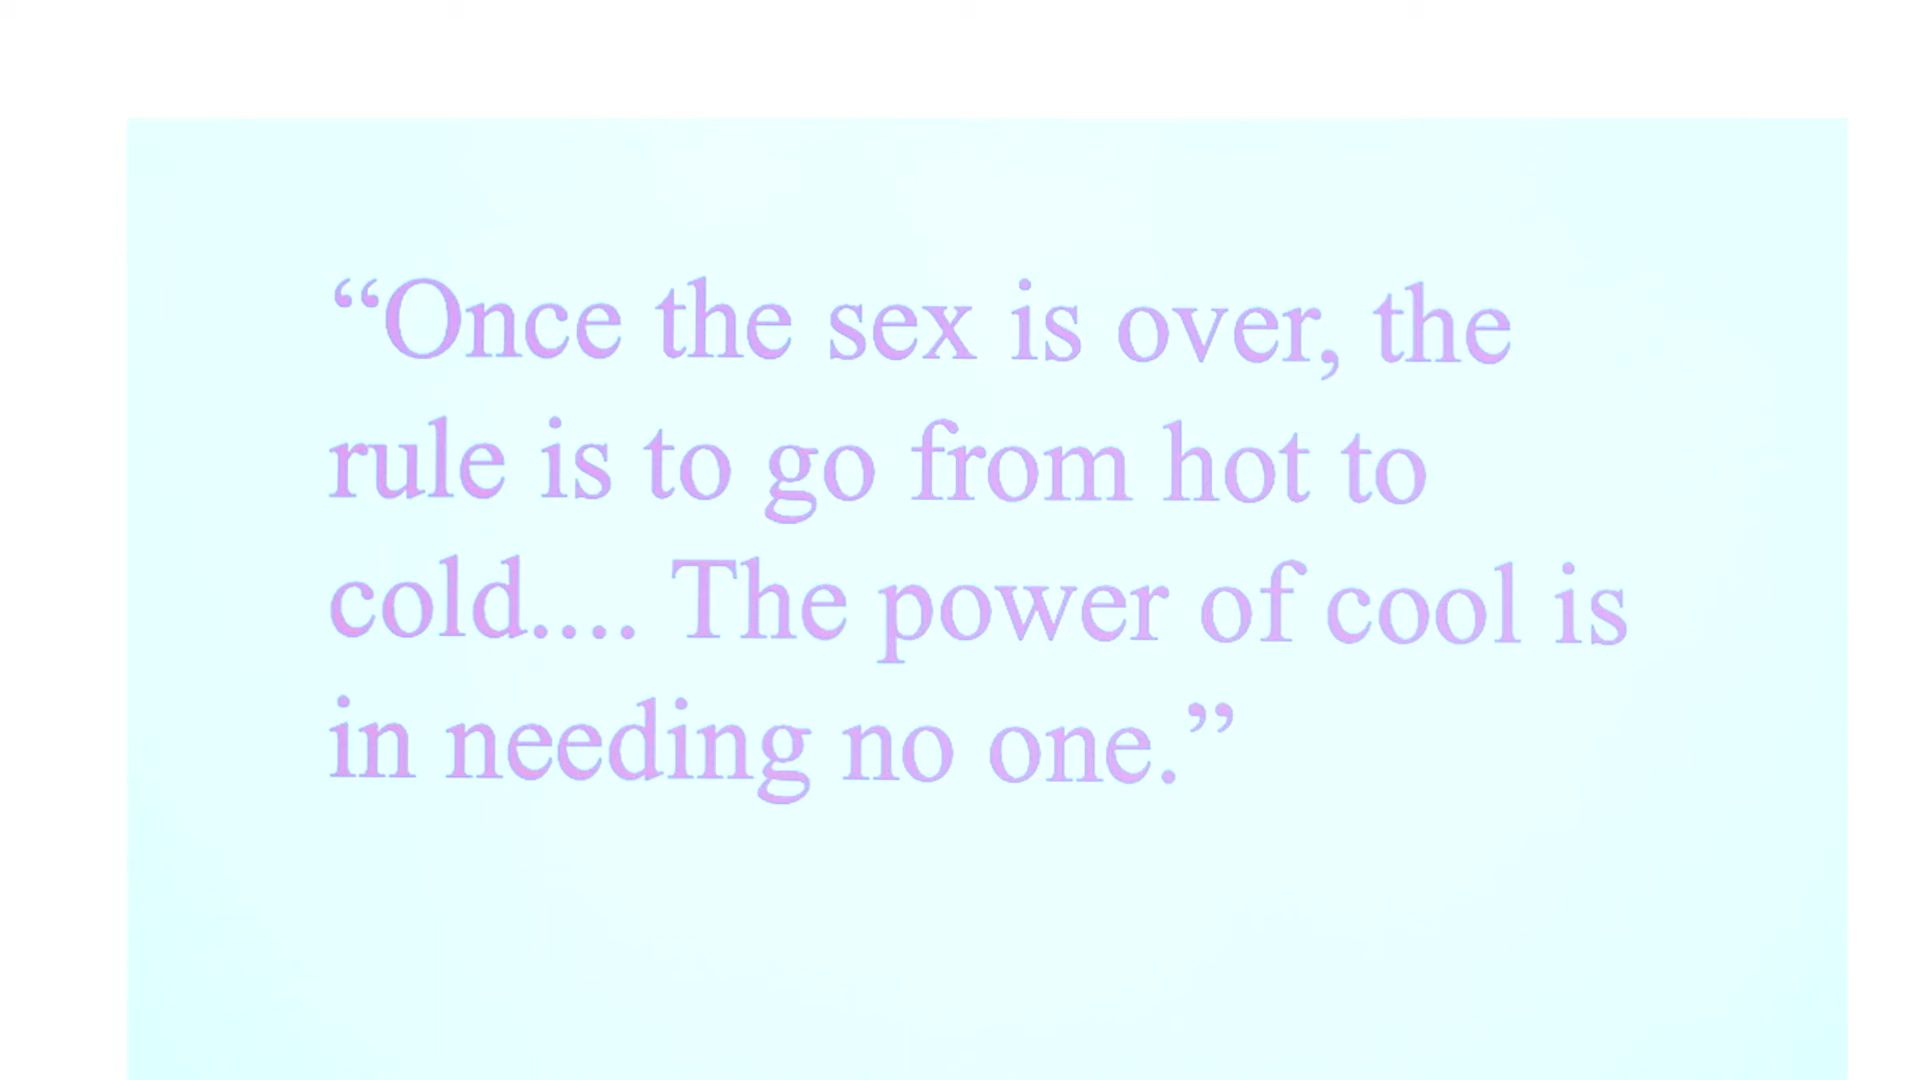 “Once the sex is over, the
rule is to go from hot to
cold.... The power of cool is
in needing no one.”